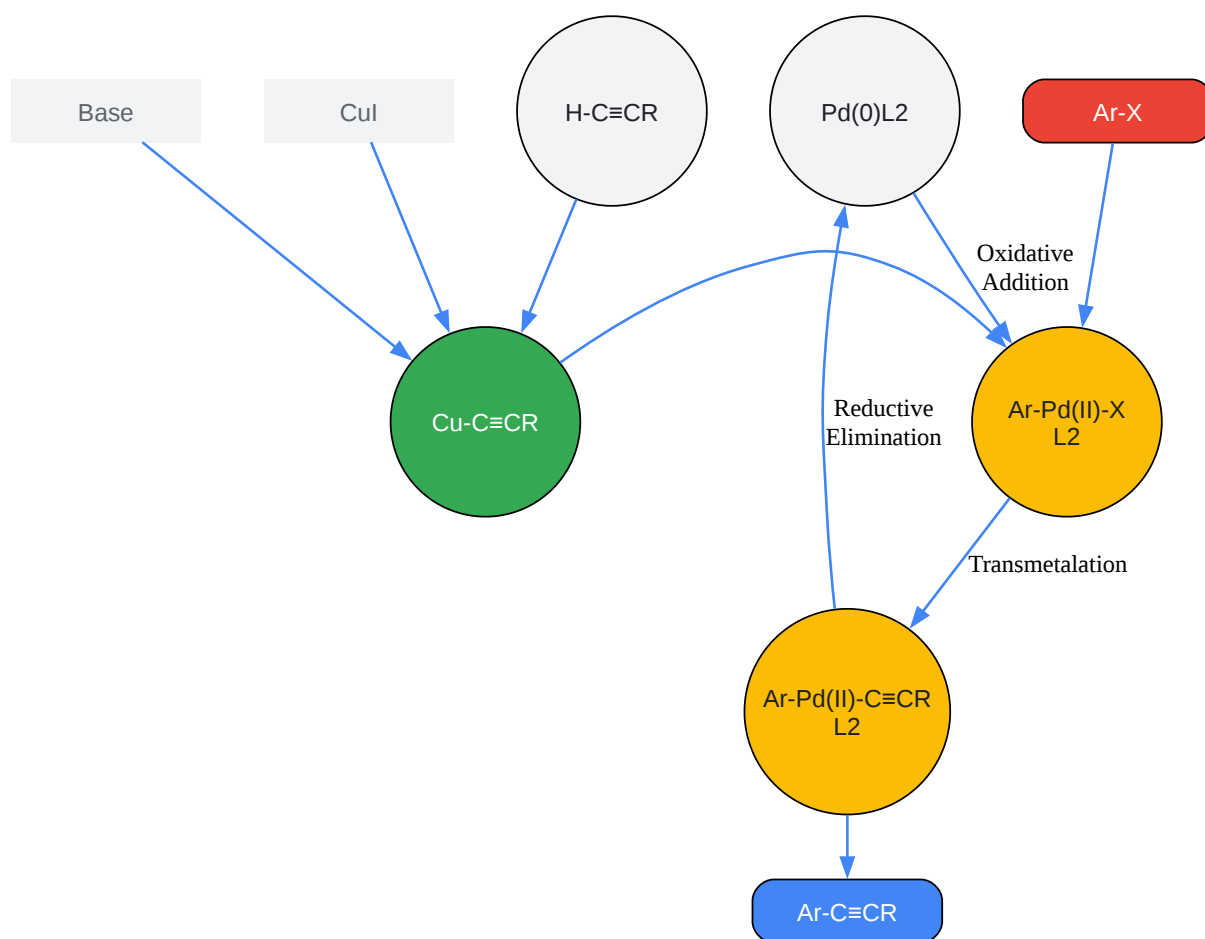 Base
CuI
H-C≡CR
Pd(0)L2
Ar-X
Oxidative
Addition
Reductive
Elimination
Cu-C≡CR
Ar-Pd(II)-X
L2
Transmetalation
Ar-Pd(II)-C≡CR
L2
Ar-C≡CR